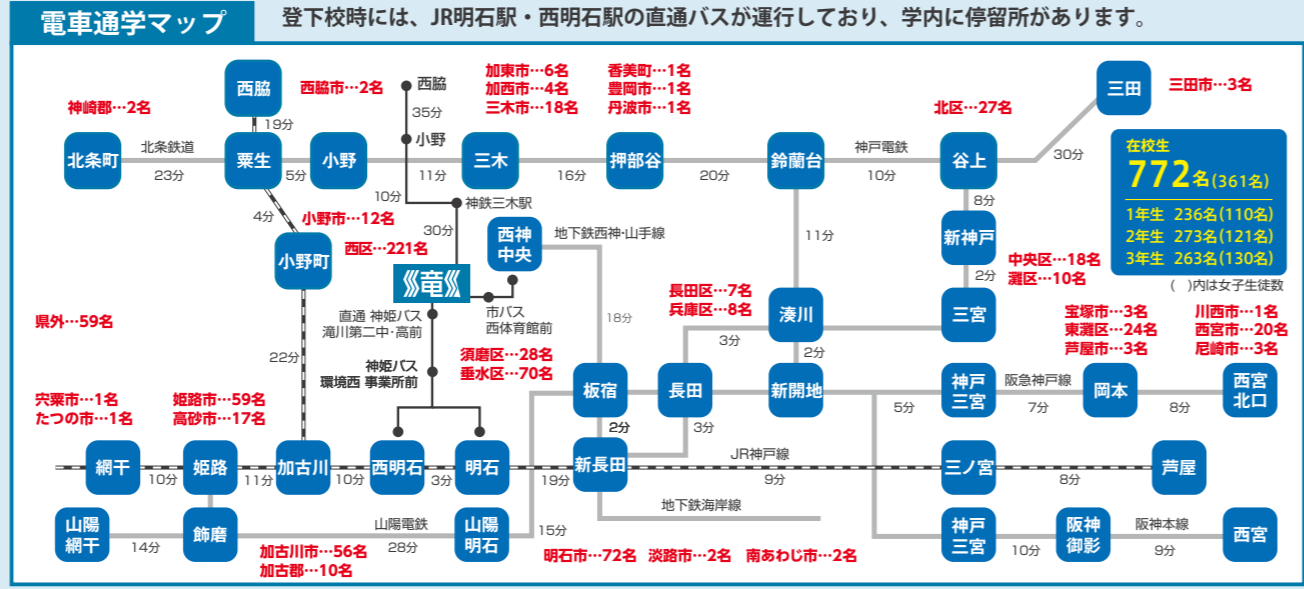 電車通学マップ
登下校時には、JR明石駅・西明石駅の直通バスが運行しており、学内に停留所があります。
神崎郡…2名
西脇
西脇市…2名
19分
西脇
35分
小野
加東市…6名
加西市…4名
三木市…18名
香美町…1名
豊岡市…1名
丹波市…1名
北区…27名
三田
三田市…3名
北条町
北条鉄道
23分
粟生
5分
小野
11分
三木
16分
押部谷
20分
鈴蘭台
神戸電鉄
10分
谷上
30分
在校生
772名(361名)
1年生 236名(110名)
2年生 273名(121名)
3年生 263名(130名)
( )内は女子生徒数
4分
小野市…12名
10分
神鉄三木駅
30分
西区…221名
小野町
西神
中央
地下鉄西神・山手線
11分
8分
新神戸
2分
中央区…18名
灘区…10名
竜
直通 神姫バス
滝川第二中・高前
市バス
西体育館前
県外…59名
22分
神姫バス
環境西 事業所前
18分
長田区…7名
兵庫区…8名
3分
湊川
2分
三宮
宝塚市…3名
東灘区…24名
芦屋市…3名
川西市…1名
西宮市…20名
尼崎市…3名
須磨区…28名
垂水区…70名
板宿
2分
長田
3分
新開地
5分
神戸
三宮
阪急神戸線
7分
岡本
8分
西宮
北口
宍粟市…1名
たつの市…1名
姫路市…59名
高砂市…17名
網干
10分
姫路
11分
加古川
10分
西明石
3分
明石
19分
新長田
JR神戸線
9分
三ノ宮
8分
芦屋
地下鉄海岸線
山陽
網干
14分
飾磨
山陽電鉄
28分
山陽
明石
15分
神戸
三宮
10分
阪神
御影
阪神本線
9分
西宮
加古川市…56名
加古郡…10名
明石市…72名 淡路市…2名 南あわじ市…2名